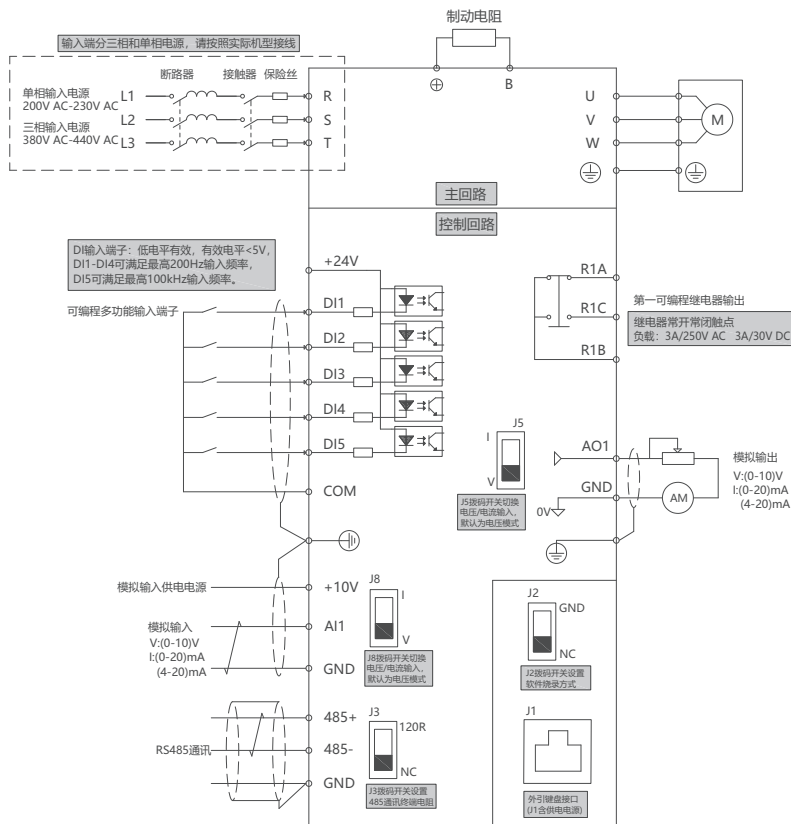 制动电阻
输入端分三相和单相电源，请按照实际机型接线
断路器 接触器 保险丝
⊕ B
单相输入电源
200V AC-230V AC
L1 R U
L2 S V M
三相输入电源
380V AC-440V AC
L3 T W
主回路
控制回路
DI输入端子：低电平有效，有效电平<5V，
DI1-DI4可满足最高200Hz输入频率，
DI5可满足最高100kHz输入频率。
+24V
可编程多功能输入端子
DI1
DI2
DI3
DI4
DI5
COM
R1A
R1C
R1B
第一可编程继电器输出
继电器常开常闭触点
负载：3A/250V AC 3A/30V DC
J5
I
V
J5拨码开关切换
电压/电流输入，
默认为电压模式
AO1
GND
0V
AM
模拟输出
V:(0-10)V
I:(0-20)mA
(4-20)mA
模拟输入供电电源
+10V
模拟输入
V:(0-10)V
I:(0-20)mA
(4-20)mA
AI1
GND
J8
I
V
J8拨码开关切换
电压/电流输入，
默认为电压模式
J2
GND
NC
J2拨码开关设置
软件烧录方式
RS485通讯
485+
485-
GND
J3
120R
NC
J3拨码开关设置
485通讯终端电阻
J1
外引键盘接口
(J1含供电电源)